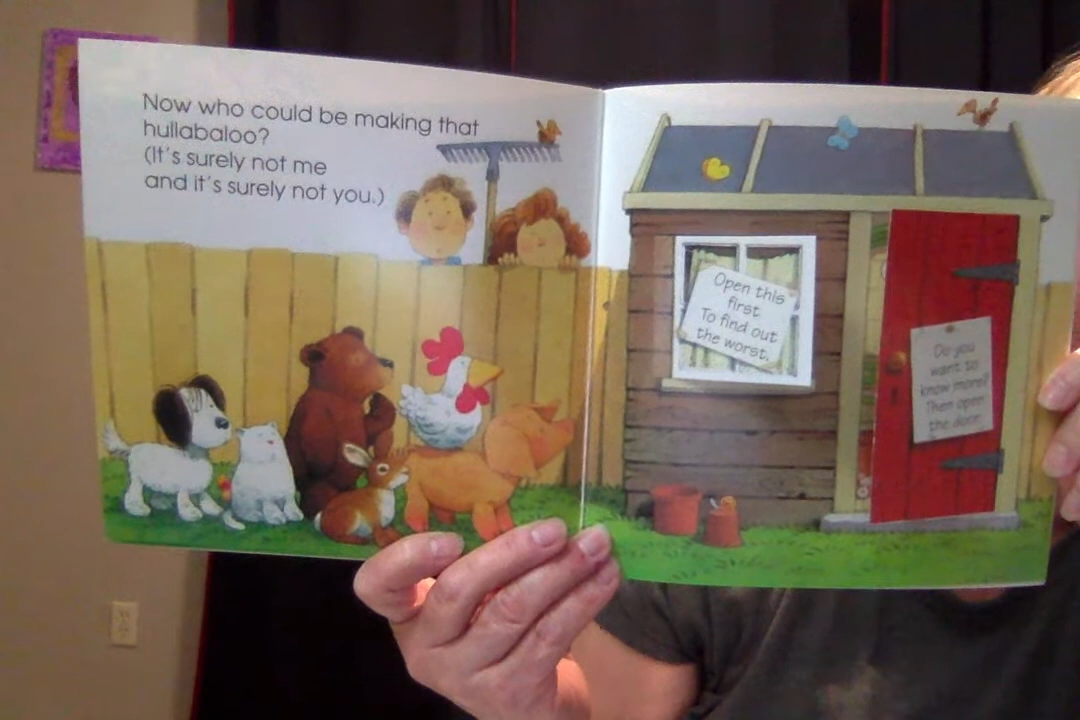 Now who could be making that
hullabaloo?
(It's surely not me
and it's surely not you.)
Open this
first
To find out
the worst.
Do you
want to
know more?
Then open
the door.